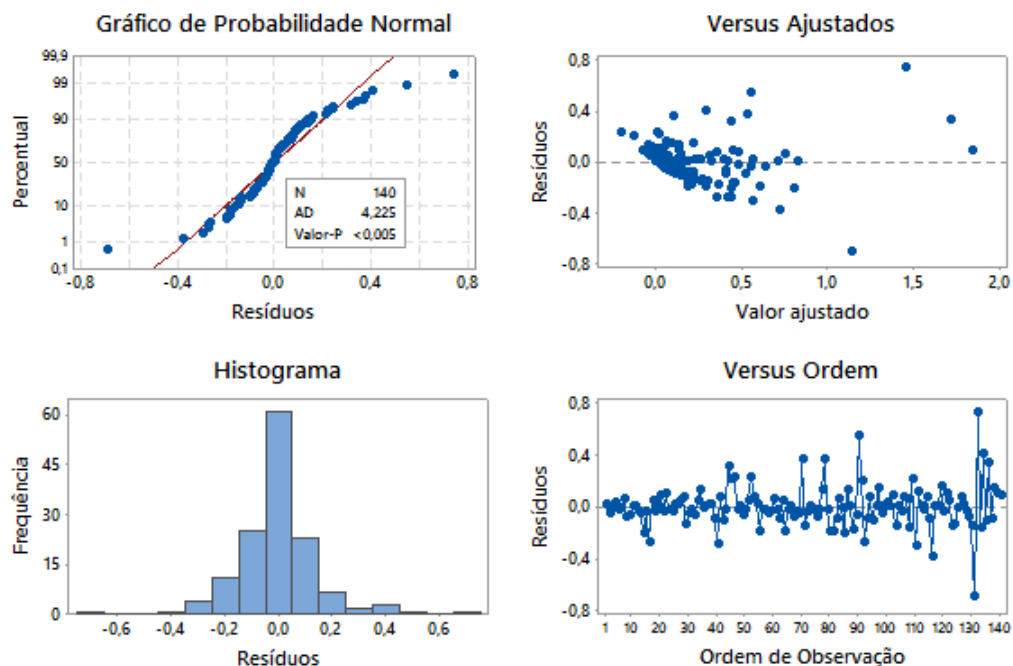 Gráfico de Probabilidade Normal
Percentual
99,9
99
90
50
10
1
0,1
N 140
AD 4,225
Valor-P <0,005
-0,8 -0,4 0,0 0,4 0,8
Resíduos
Versus Ajustados
Resíduos
0,8
0,4
0,0
-0,4
-0,8
0,0 0,5 1,0 1,5 2,0
Valor ajustado
Histograma
Frequência
60
45
30
15
0
-0,6 -0,4 -0,2 0,0 0,2 0,4 0,6
Resíduos
Versus Ordem
Resíduos
0,8
0,4
0,0
-0,4
-0,8
1 10 20 30 40 50 60 70 80 90 100 110 120 130 140
Ordem de Observação